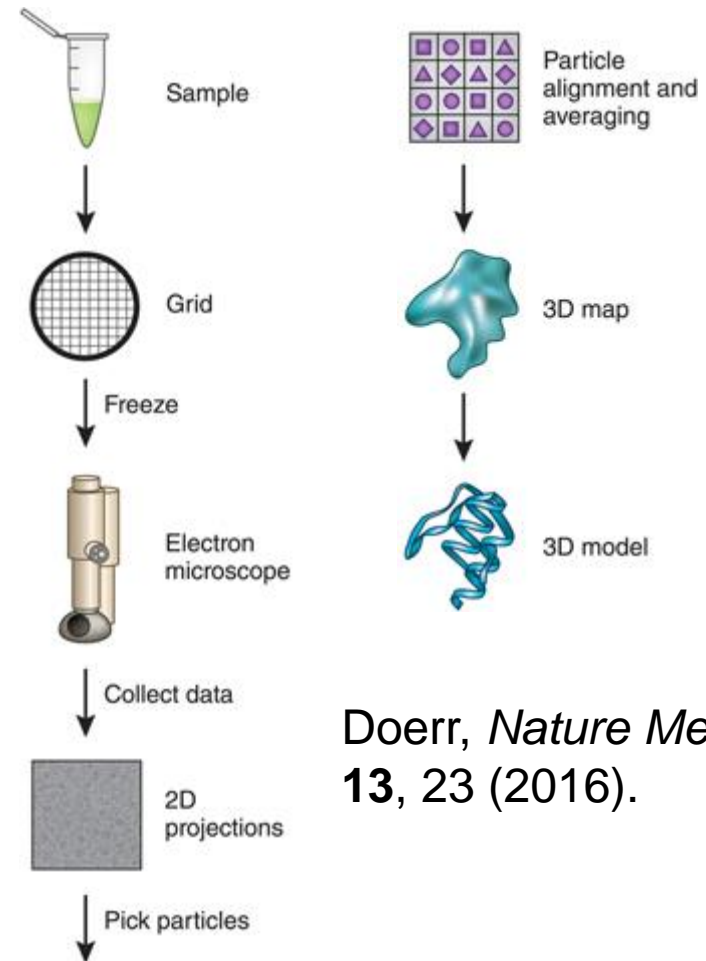 Sample
Grid
Freeze
Electron
microscope
Collect data
2D
projections
Pick particles
Particle
alignment and
averaging
3D map
3D model
Doerr, Nature Me
13, 23 (2016).